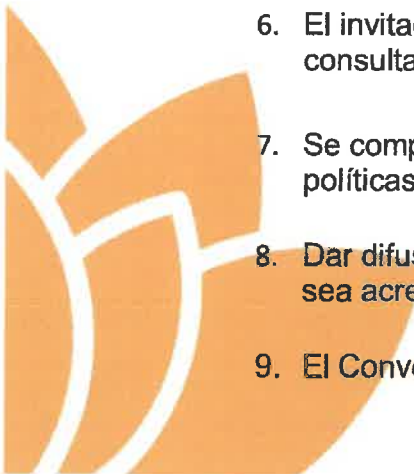 6. El invita
consulta
7. Se comp
políticas
8. Dar difus
sea acre
9. El Conv